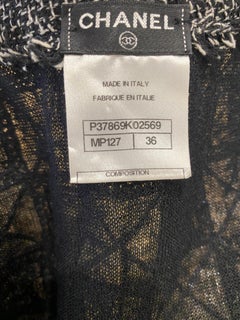 CHANEL
MADE IN ITALY
FABRIQUE EN ITALIE
P37869K02569
MP127 36
COMPOSITION